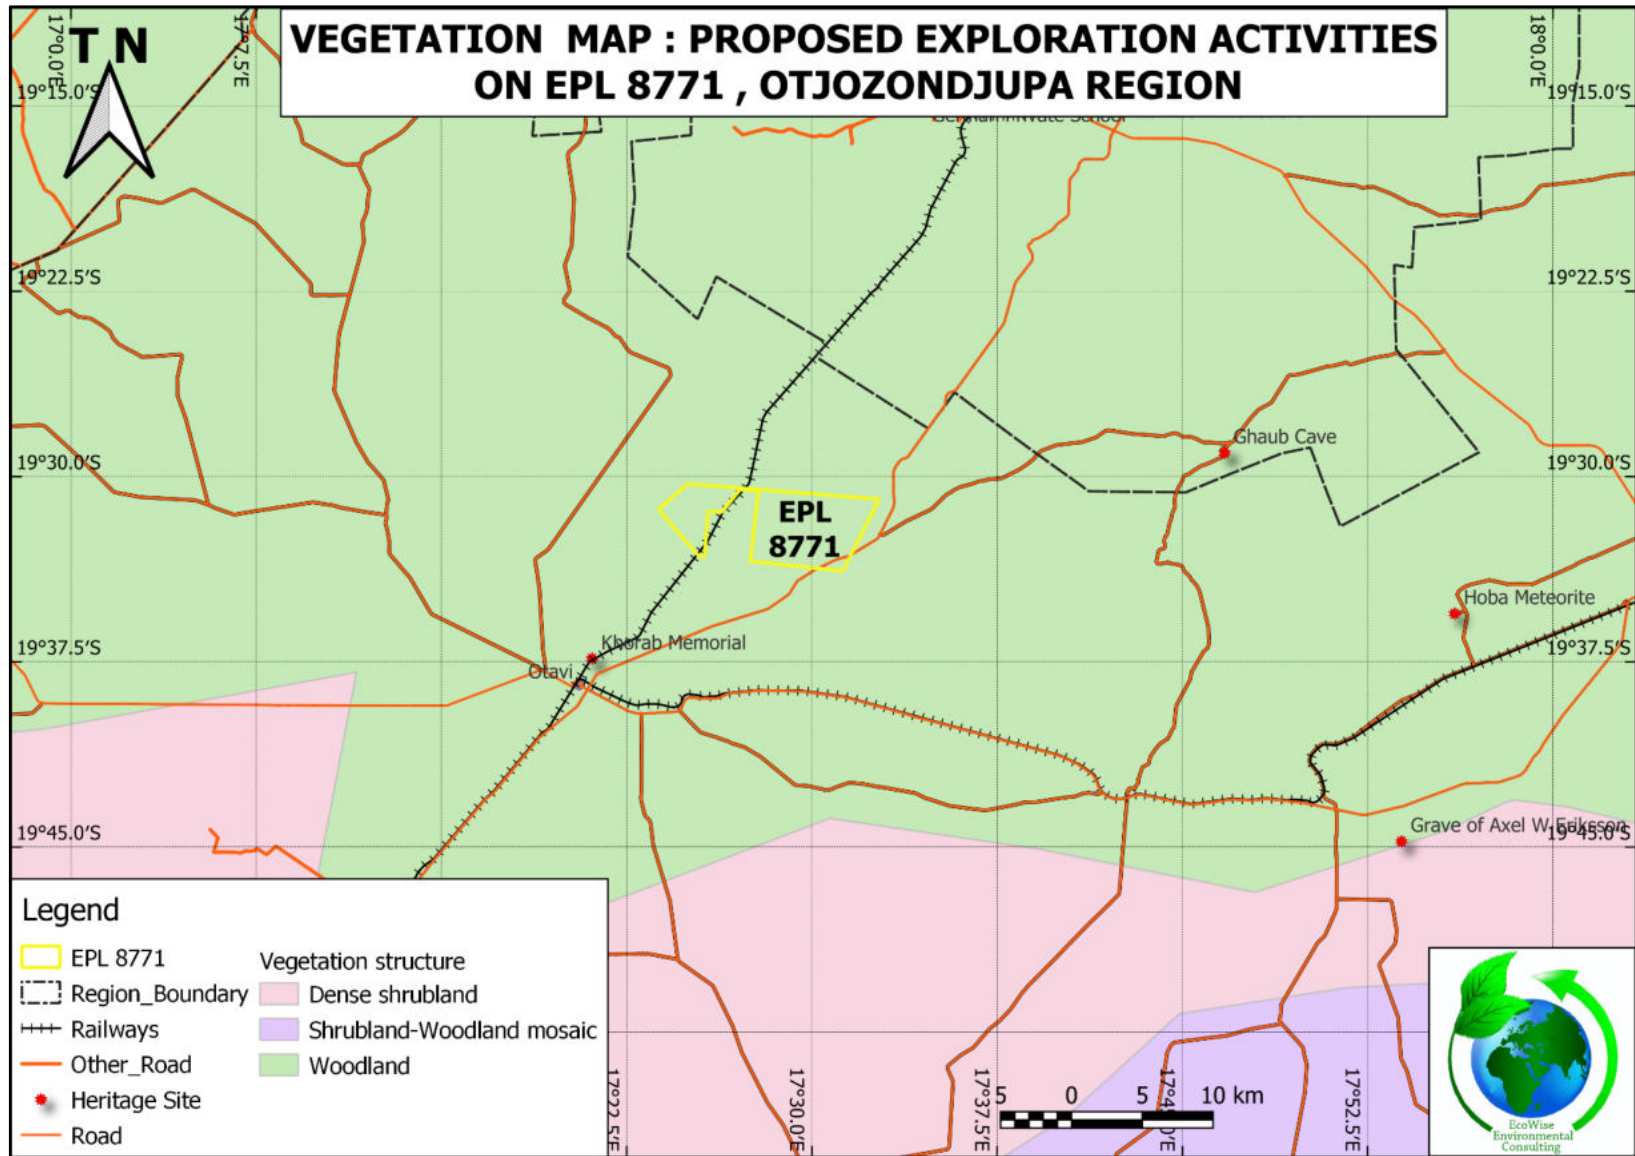 VEGETATION MAP : PROPOSED EXPLORATION ACTIVITIES
ON EPL 8771 , OTJOZONDJUPA REGION
T N
17°0.0'E
17°7.5'E
18°0.0'E
19°15.0'S
19°15.0'S
19°22.5'S
19°22.5'S
Ghaub Cave
19°30.0'S
19°30.0'S
EPL
8771
Hoba Meteorite
Khorab Memorial
19°37.5'S
19°37.5'S
Otavi
Grave of Axel W Eriksson
19°45.0'S
19°45.0'S
Legend
EPL 8771
Region_Boundary
Railways
Other_Road
Heritage Site
Road
Vegetation structure
Dense shrubland
Shrubland-Woodland mosaic
Woodland
17°22.5'E
17°30.0'E
17°37.5'E
17°45.0'E
17°52.5'E
5 0 5 10 km
EcoWise
Environmental
Consulting